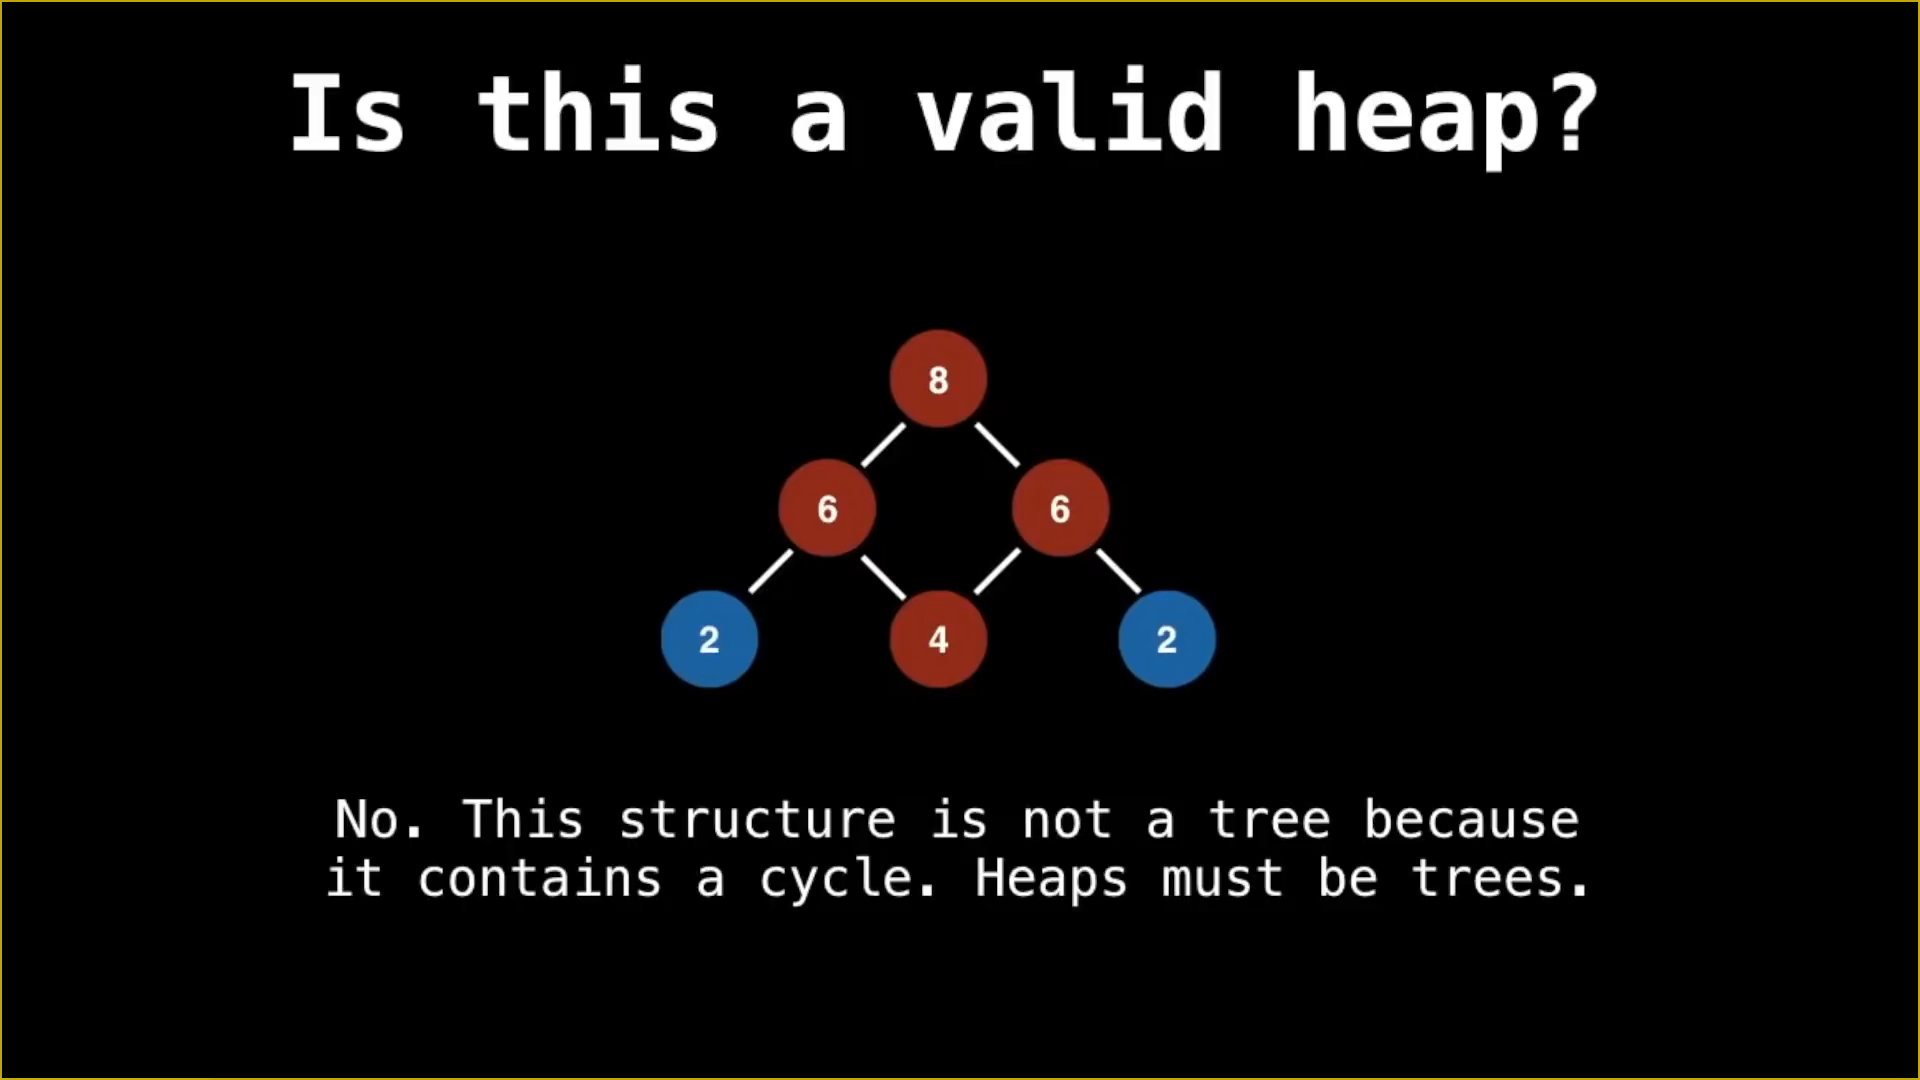 Is this a valid heap?
8
6 6
2 4 2
No. This structure is not a tree because
it contains a cycle. Heaps must be trees.